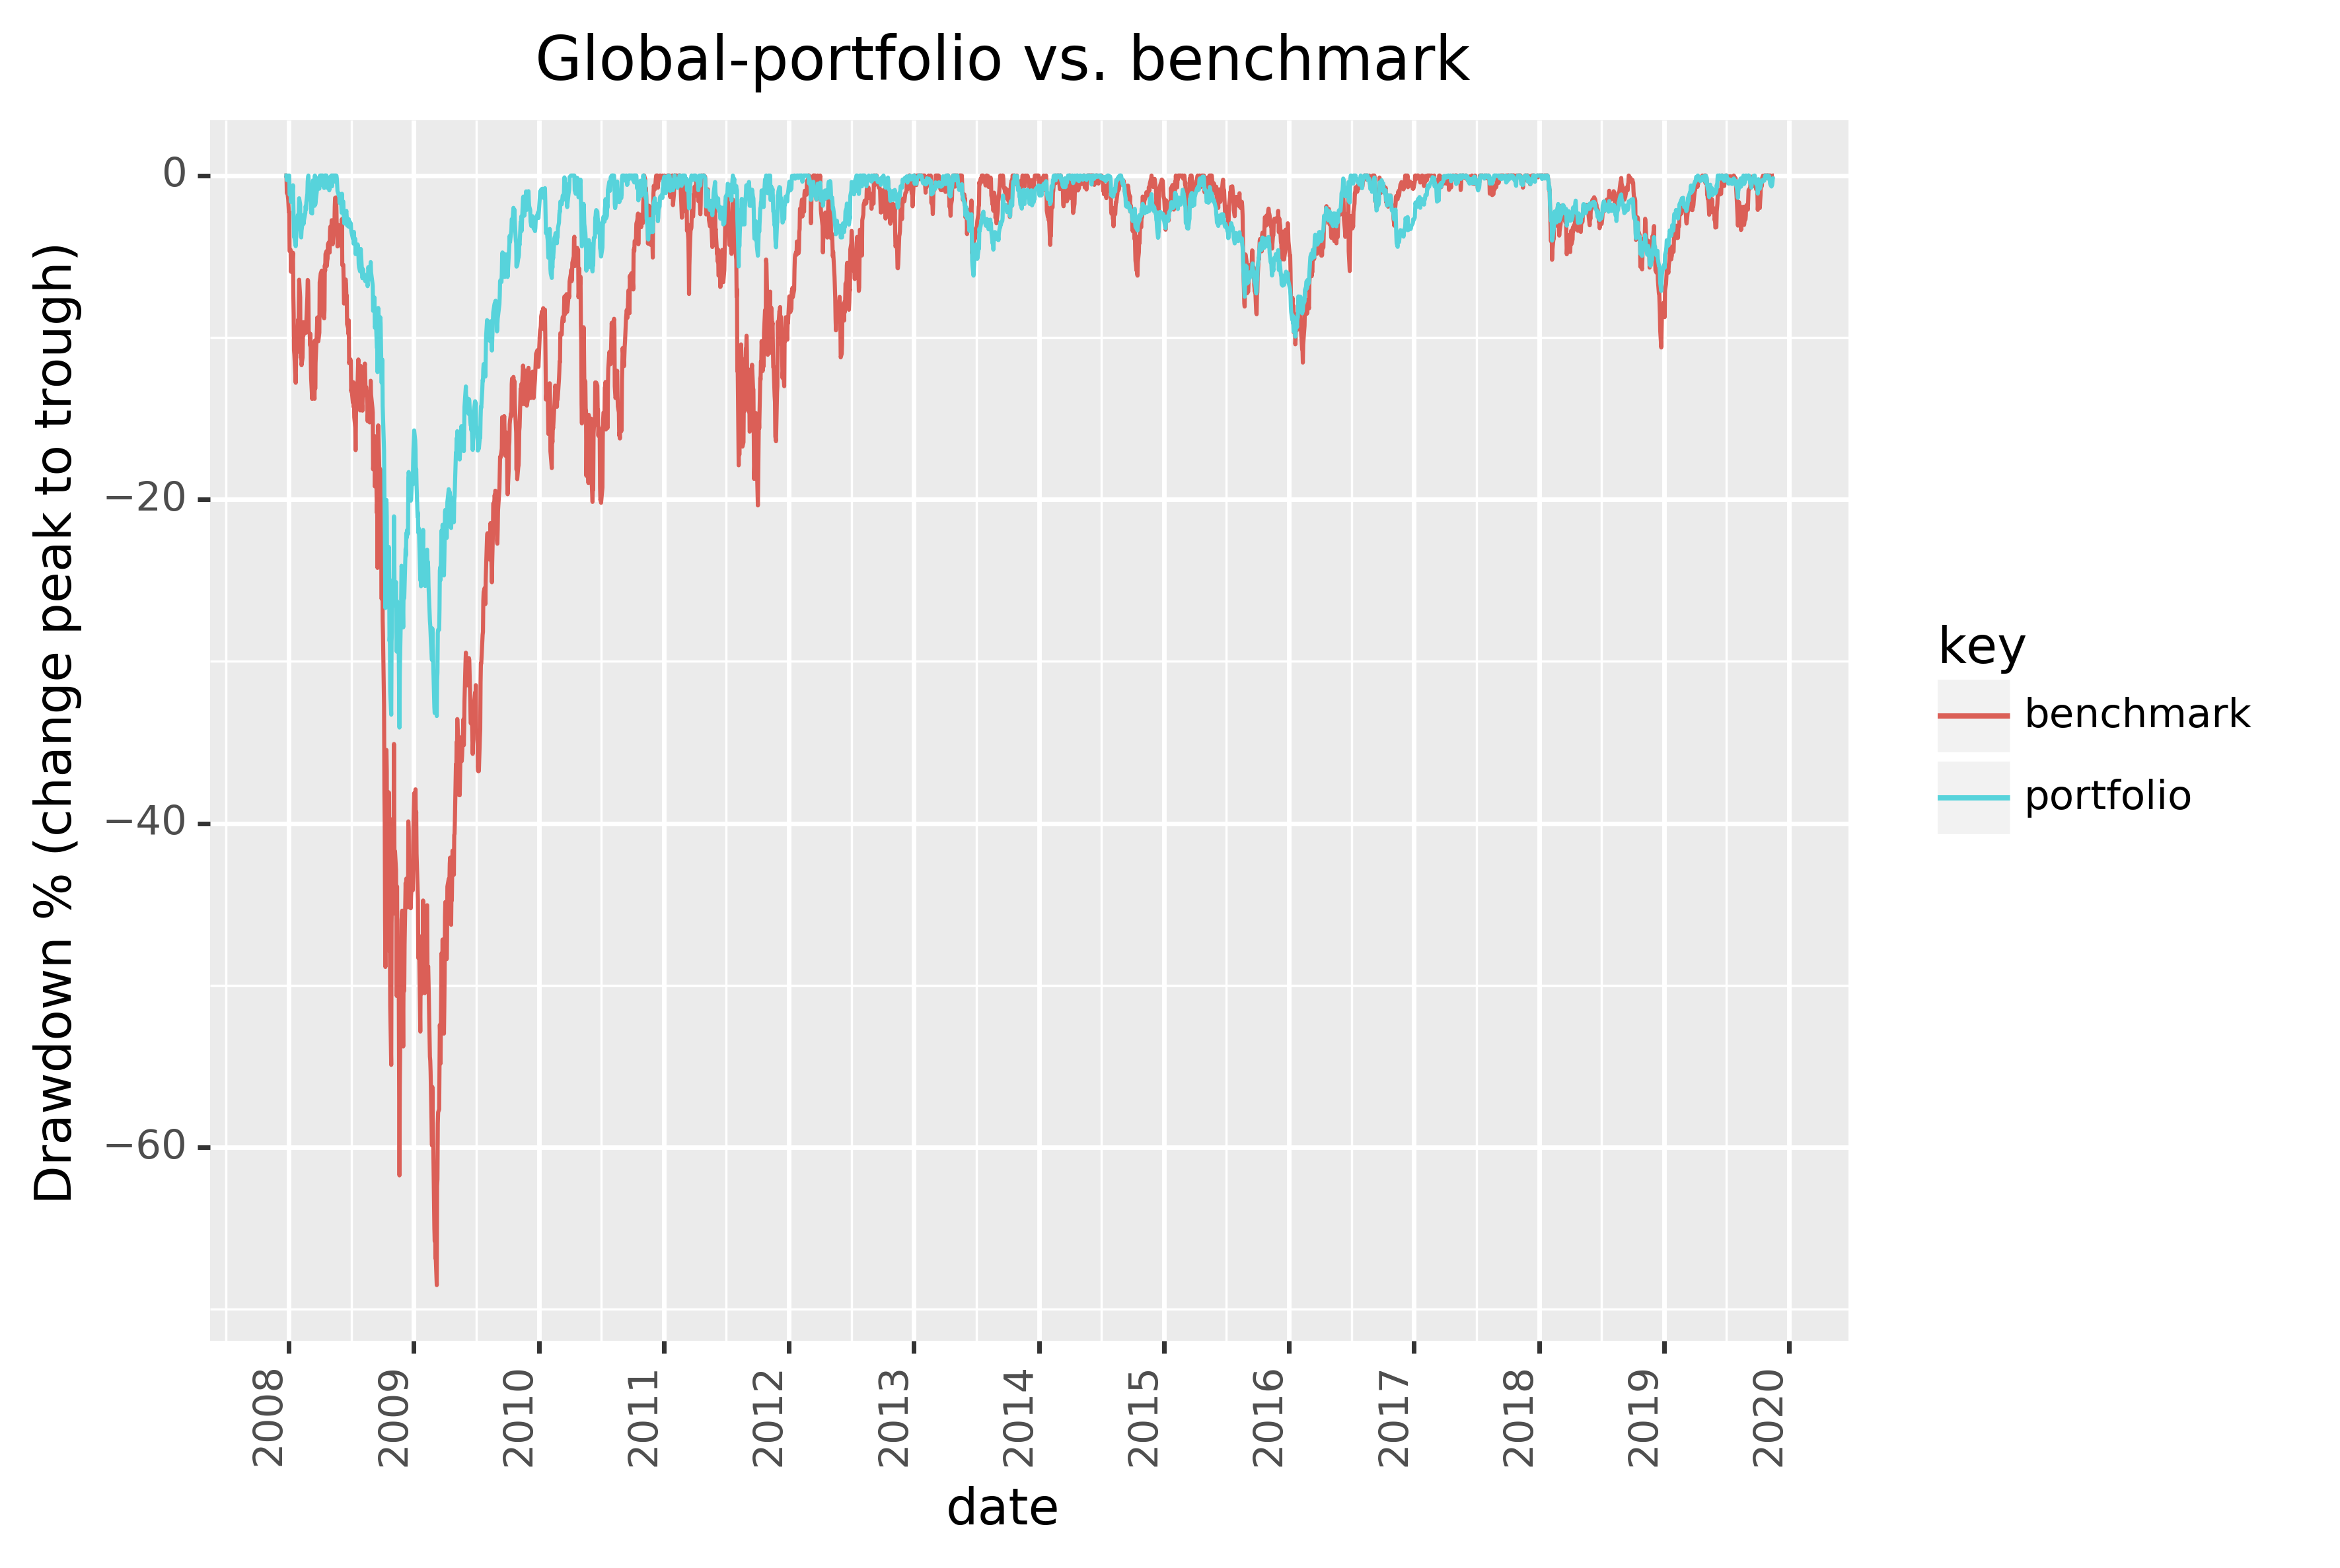 Global-portfolio vs. benchmark
Drawdown % (change peak to trough)
0
−20
−40
−60
2008
2009
2010
2011
2012
2013
2014
2015
2016
2017
2018
2019
2020
date
key
benchmark
portfolio